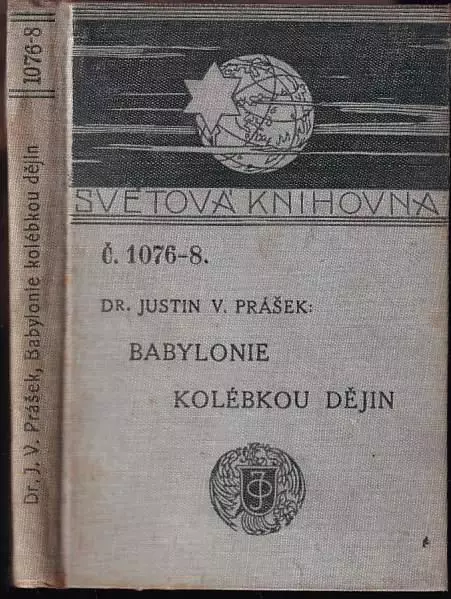 SVĚTOVÁ KNIHOVNA
Č. 1076-8.
DR. JUSTIN V. PRÁŠEK:
BABYLONIE
KOLÉBKOU DĚJIN
Dr. J. V. Prášek, Babylonie kolébkou dějin
1076-8